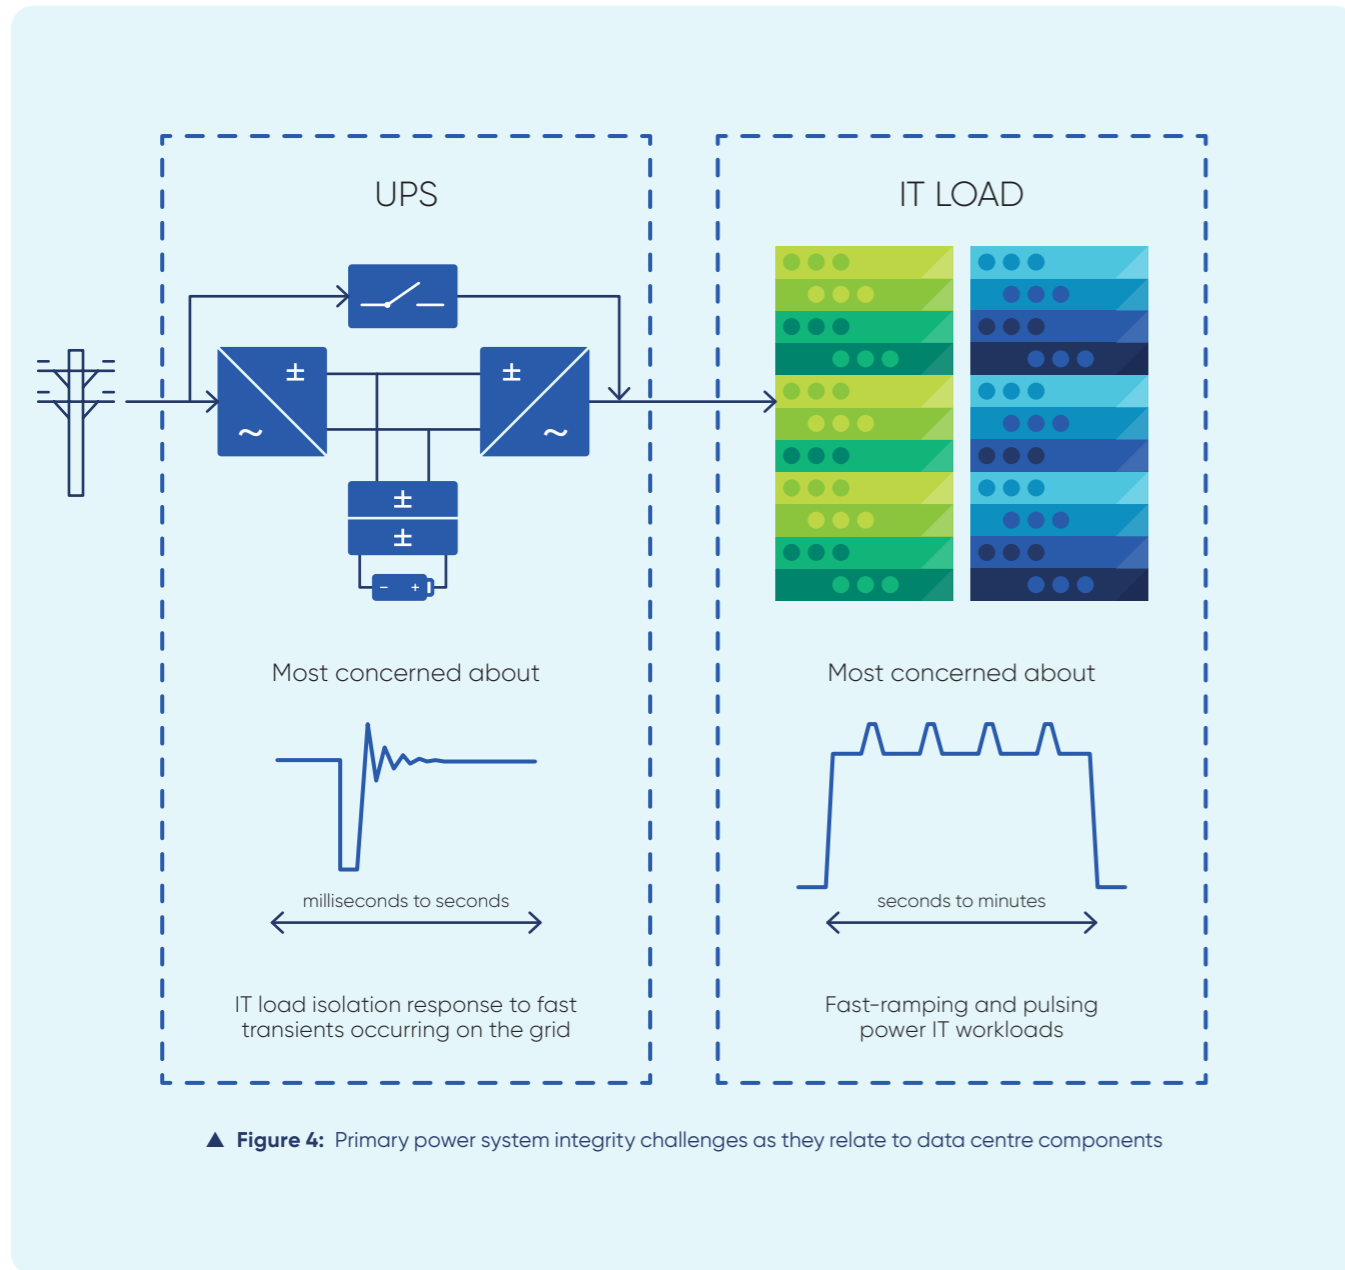 UPS
IT LOAD
±
~
±
~
±
±
− +
Most concerned about
milliseconds to seconds
IT load isolation response to fast
transients occurring on the grid
Most concerned about
seconds to minutes
Fast-ramping and pulsing
power IT workloads
▲ Figure 4: Primary power system integrity challenges as they relate to data centre components